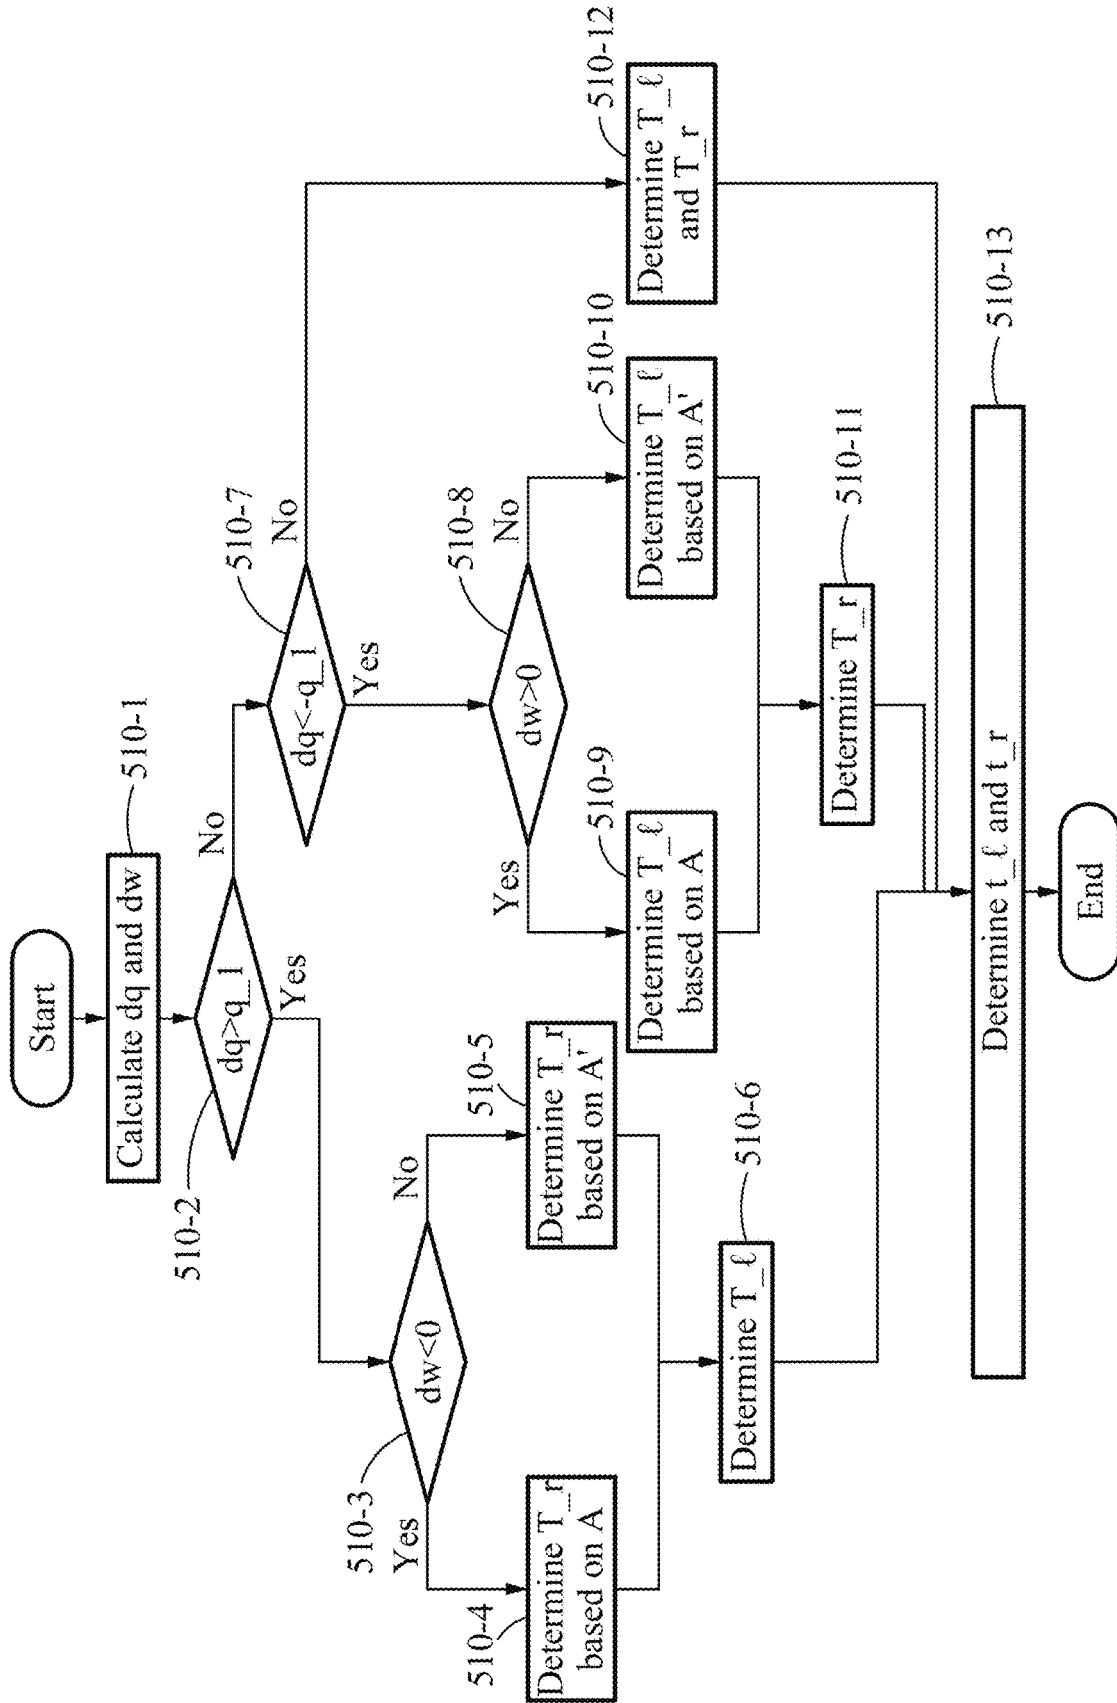 Start
Calculate dq and dw
510-1
dq>q_1
510-2
Yes
No
dw<0
510-3
Yes
No
Determine T_r
based on A
510-4
Determine T_r
based on A'
510-5
Determine T_ℓ
510-6
dq<-q_1
510-7
Yes
No
dw>0
510-8
Yes
No
Determine T_ℓ
based on A
510-9
Determine T_ℓ
based on A'
510-10
Determine T_r
510-11
Determine T_ℓ
and T_r
510-12
Determine t_ℓ and t_r
510-13
End